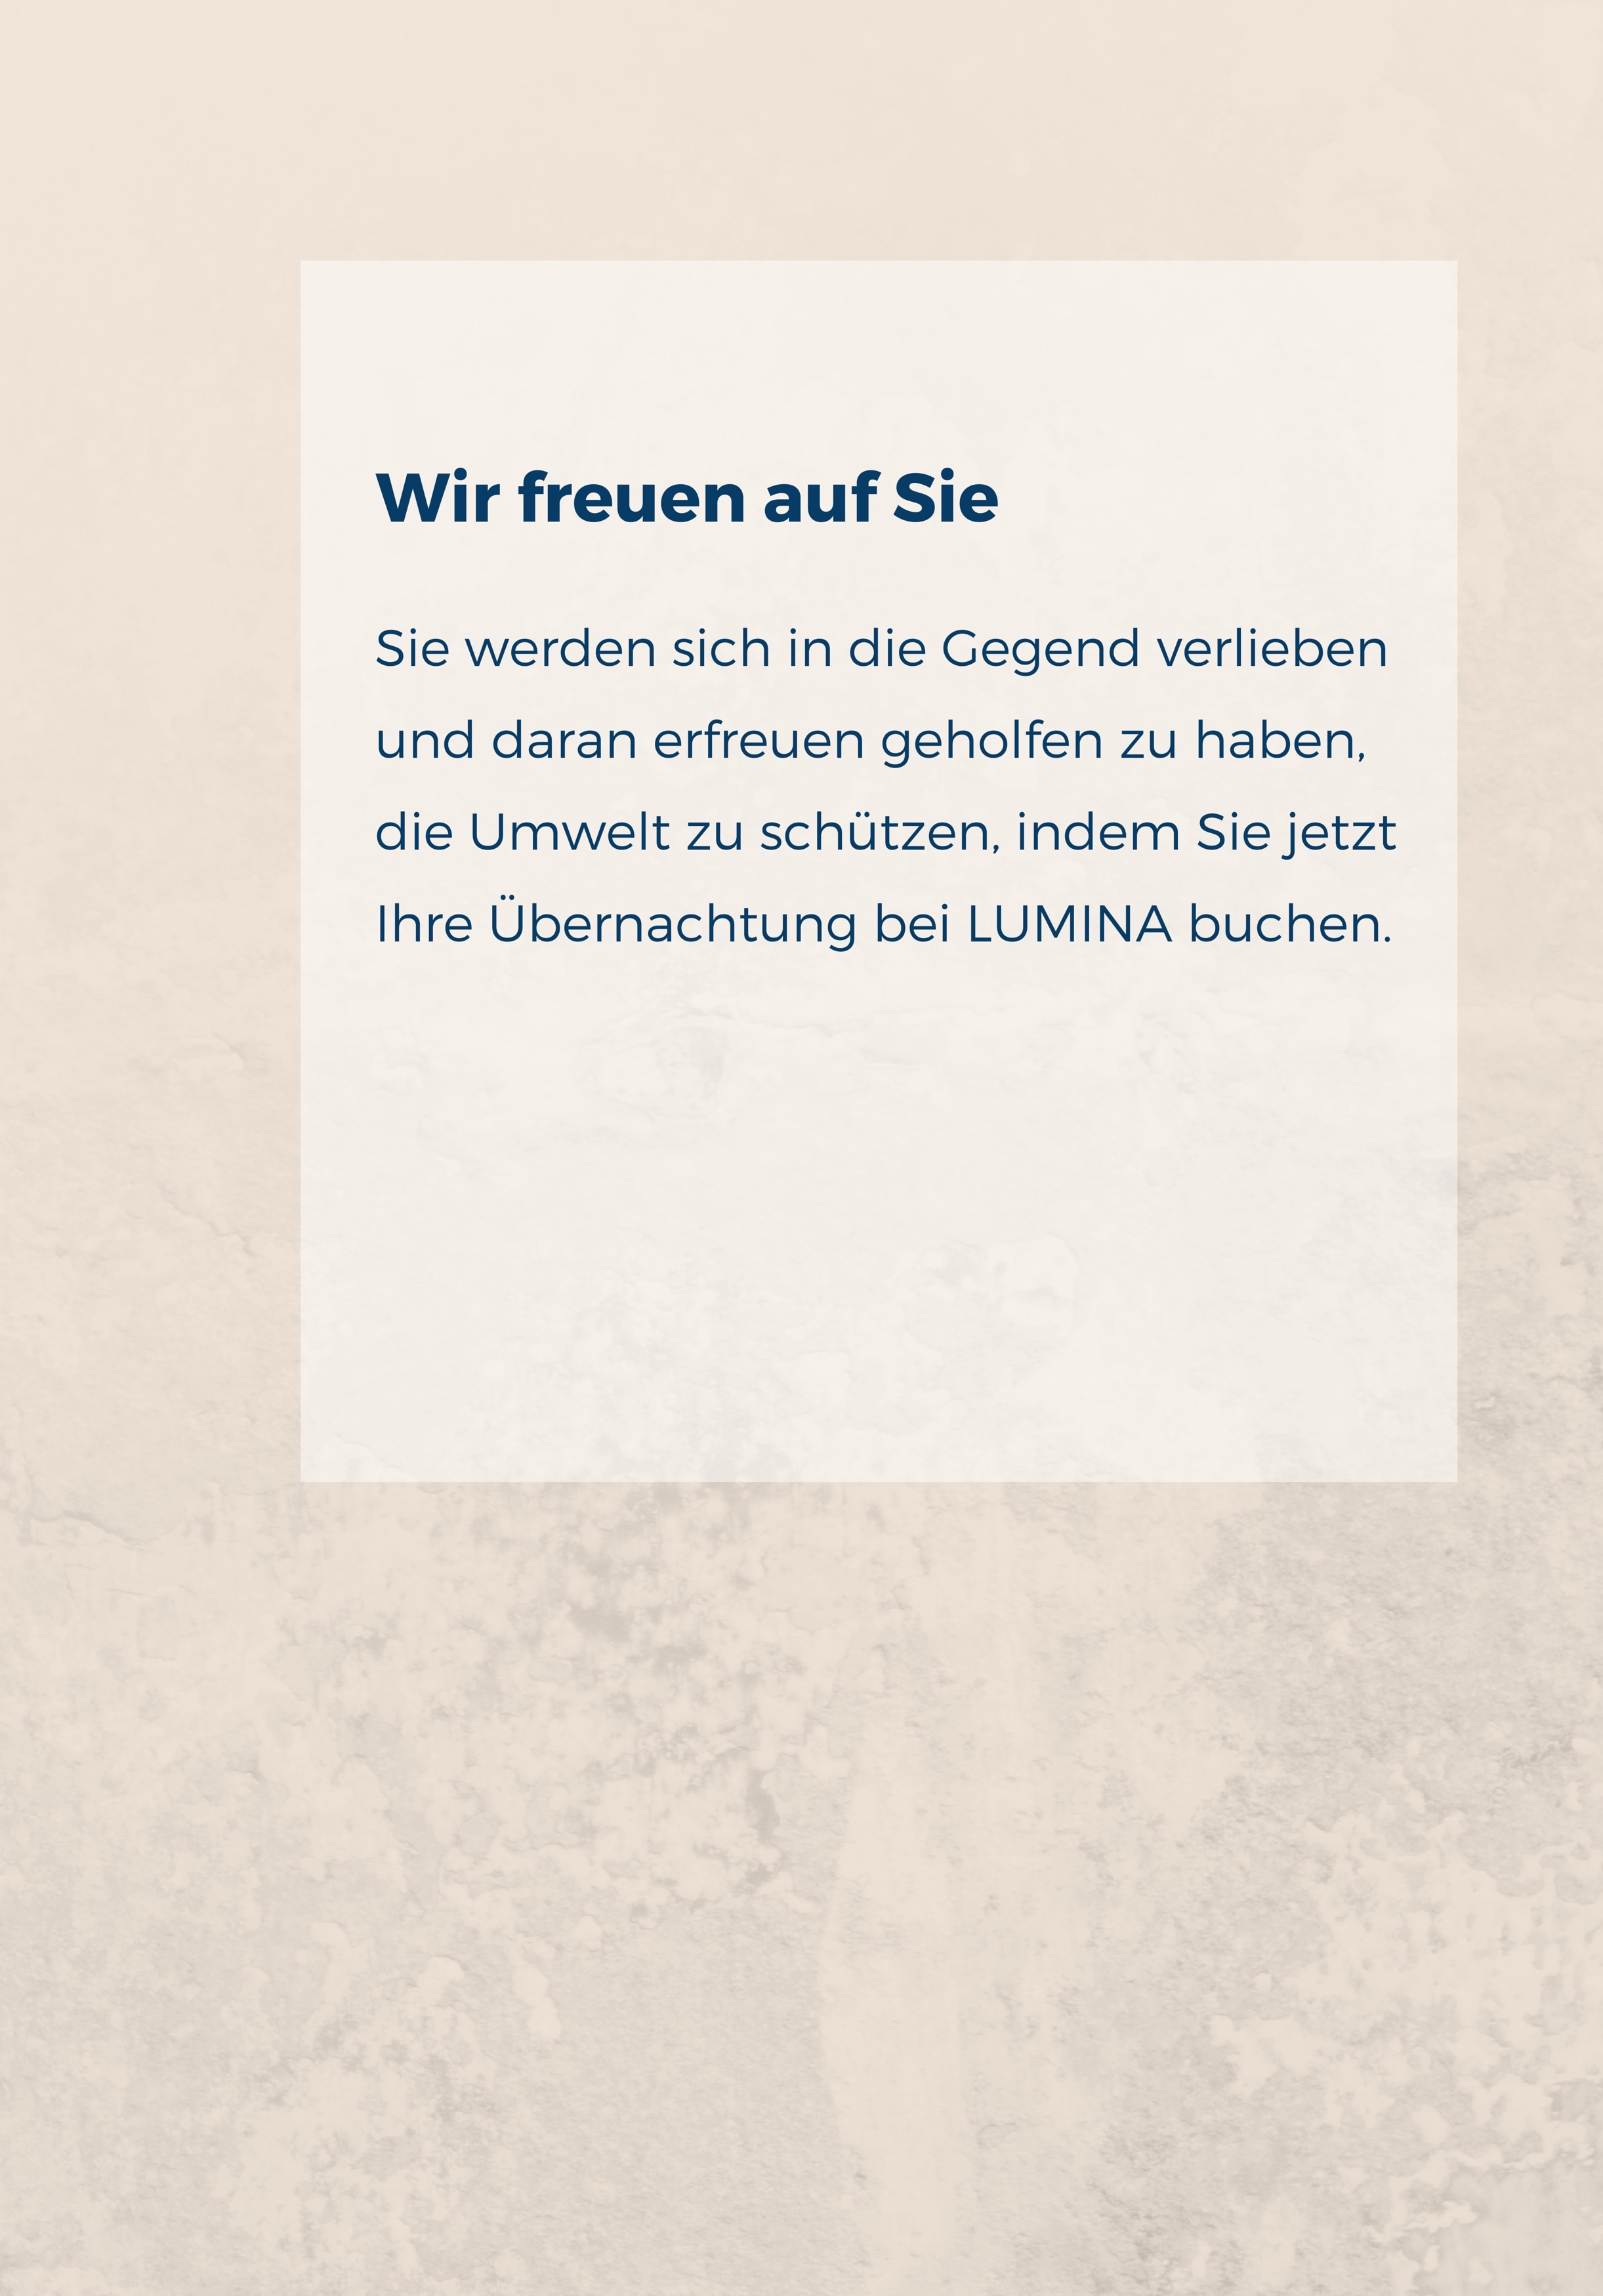 Wir freuen auf Sie
Sie werden sich in die Gegend verlieben
und daran erfreuen geholfen zu haben,
die Umwelt zu schützen, indem Sie jetzt
Ihre Übernachtung bei LUMINA buchen.